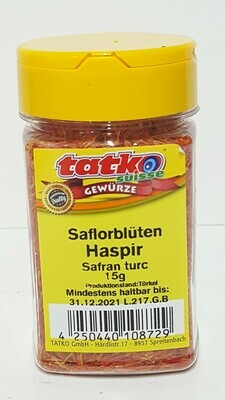 tatko
suisse
GEWÜRZE
Quality
Saflorblüten
Haspir
Safran turc
15g
Produktionsland:Türkei
Mindestens haltbar bis:
31.12.2021 L.217.G.B
4 250440 108729
TATKO GmbH - Härdlistr.17 - 8957 Spreitenbach